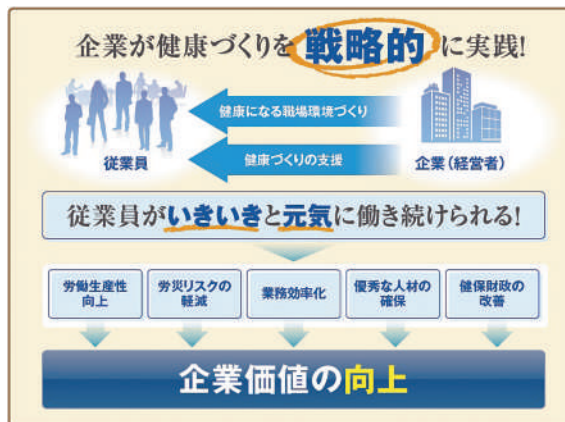 企業が健康づくりを戦略的に実践!
健康になる職場環境づくり
健康づくりの支援
従業員
企業(経営者)
従業員がいきいきと元気に働き続けられる!
労働生産性
向上
労災リスクの
軽減
業務効率化
優秀な人材の
確保
健保財政の
改善
企業価値の向上